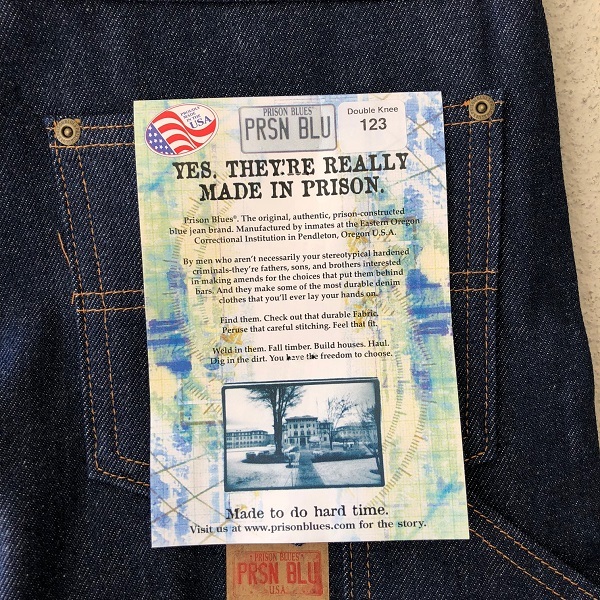 PROUDLY
MADE
IN THE
USA
PRISON BLUES
PRSN BLU
Double Knee
123
YES, THEY'RE REALLY
MADE IN PRISON.
Prison Blues®. The original, authentic, prison-constructed
blue jean brand. Manufactured by inmates at the Eastern Oregon
Correctional Institution in Pendleton, Oregon U.S.A.
By men who aren't necessarily your stereotypical hardened
criminals-they're fathers, sons, and brothers interested
in making amends for the choices that put them behind
bars. And they make some of the most durable denim
clothes that you'll ever lay your hands on.
Find them. Check out that durable Fabric.
Peruse that careful stitching. Feel that fit.
Weld in them. Fall timber. Build houses. Haul.
Dig in the dirt. You have the freedom to choose.
Made to do hard time.
Visit us at www.prisonblues.com for the story.
PRISON BLUES
PRSN BLU
USA